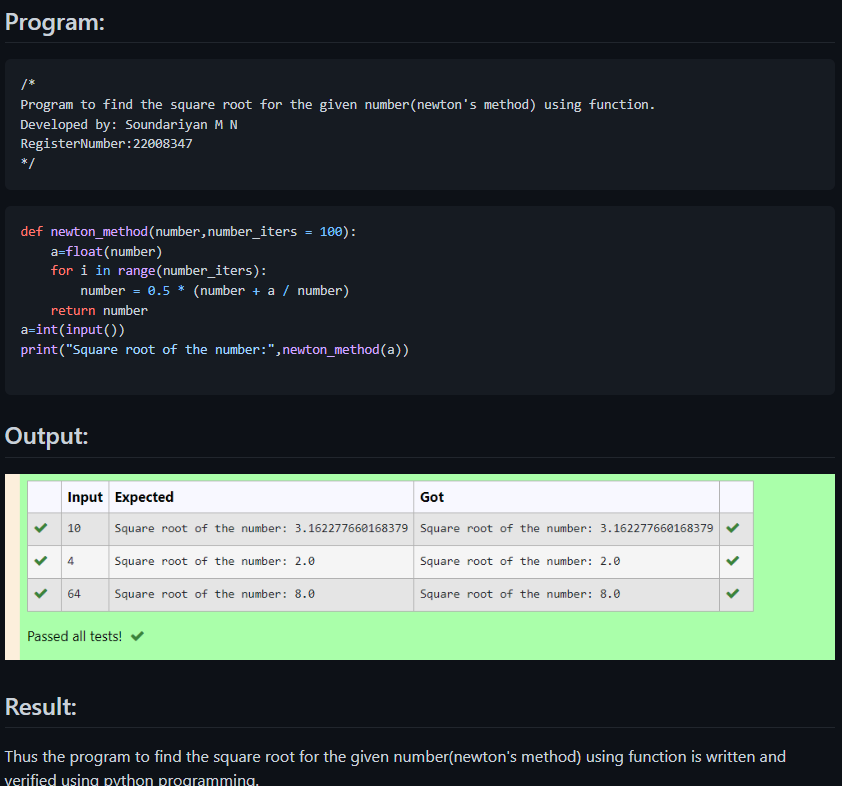 Program:
/*
Program to find the square root for the given number(newton's method) using function.
Developed by: Soundariyan M N
RegisterNumber:22008347
*/
def newton_method(number,number_iters = 100):
    a=float(number)
    for i in range(number_iters):
        number = 0.5 * (number + a / number)
    return number
a=int(input())
print("Square root of the number:",newton_method(a))
Output:
Input Expected Got
10 Square root of the number: 3.162277660168379 Square root of the number: 3.162277660168379
4 Square root of the number: 2.0 Square root of the number: 2.0
64 Square root of the number: 8.0 Square root of the number: 8.0
Passed all tests!
Result:
Thus the program to find the square root for the given number(newton's method) using function is written and
verified using python programming.